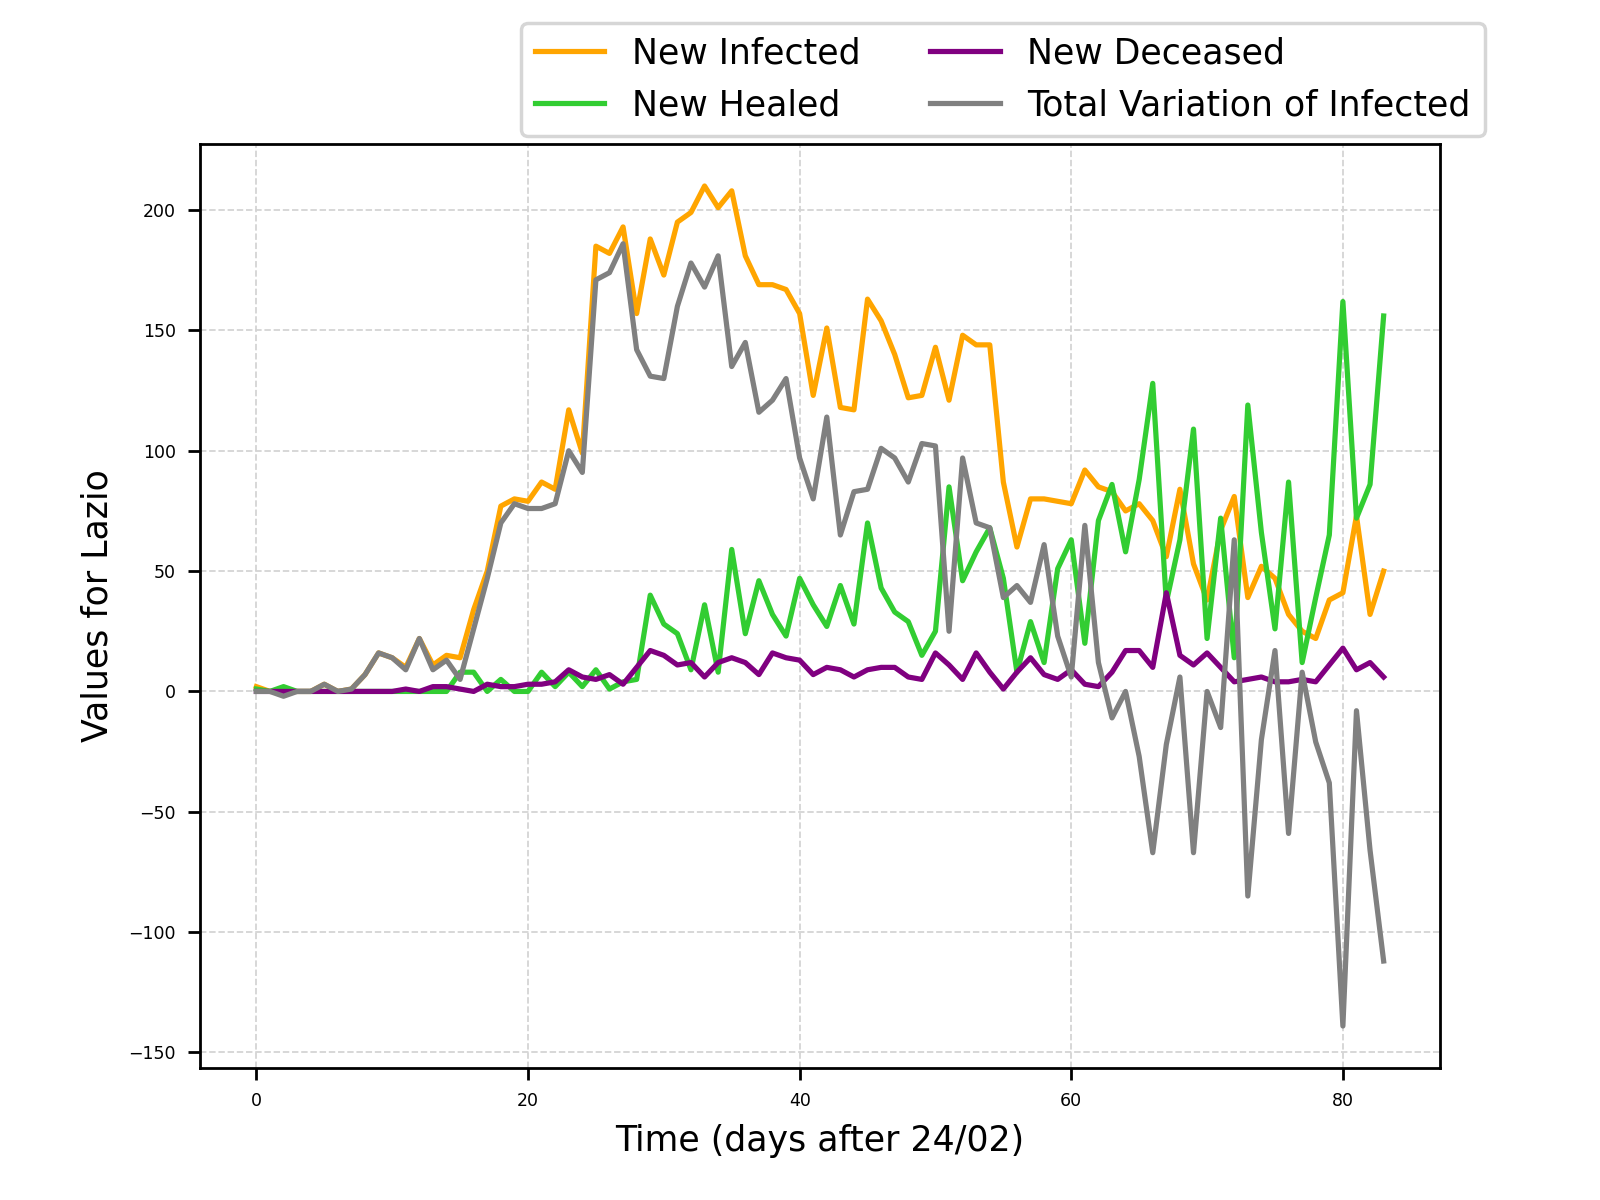 New Infected
New Healed
New Deceased
Total Variation of Infected
Values for Lazio
200
150
100
50
0
−50
−100
−150
0 20 40 60 80
Time (days after 24/02)